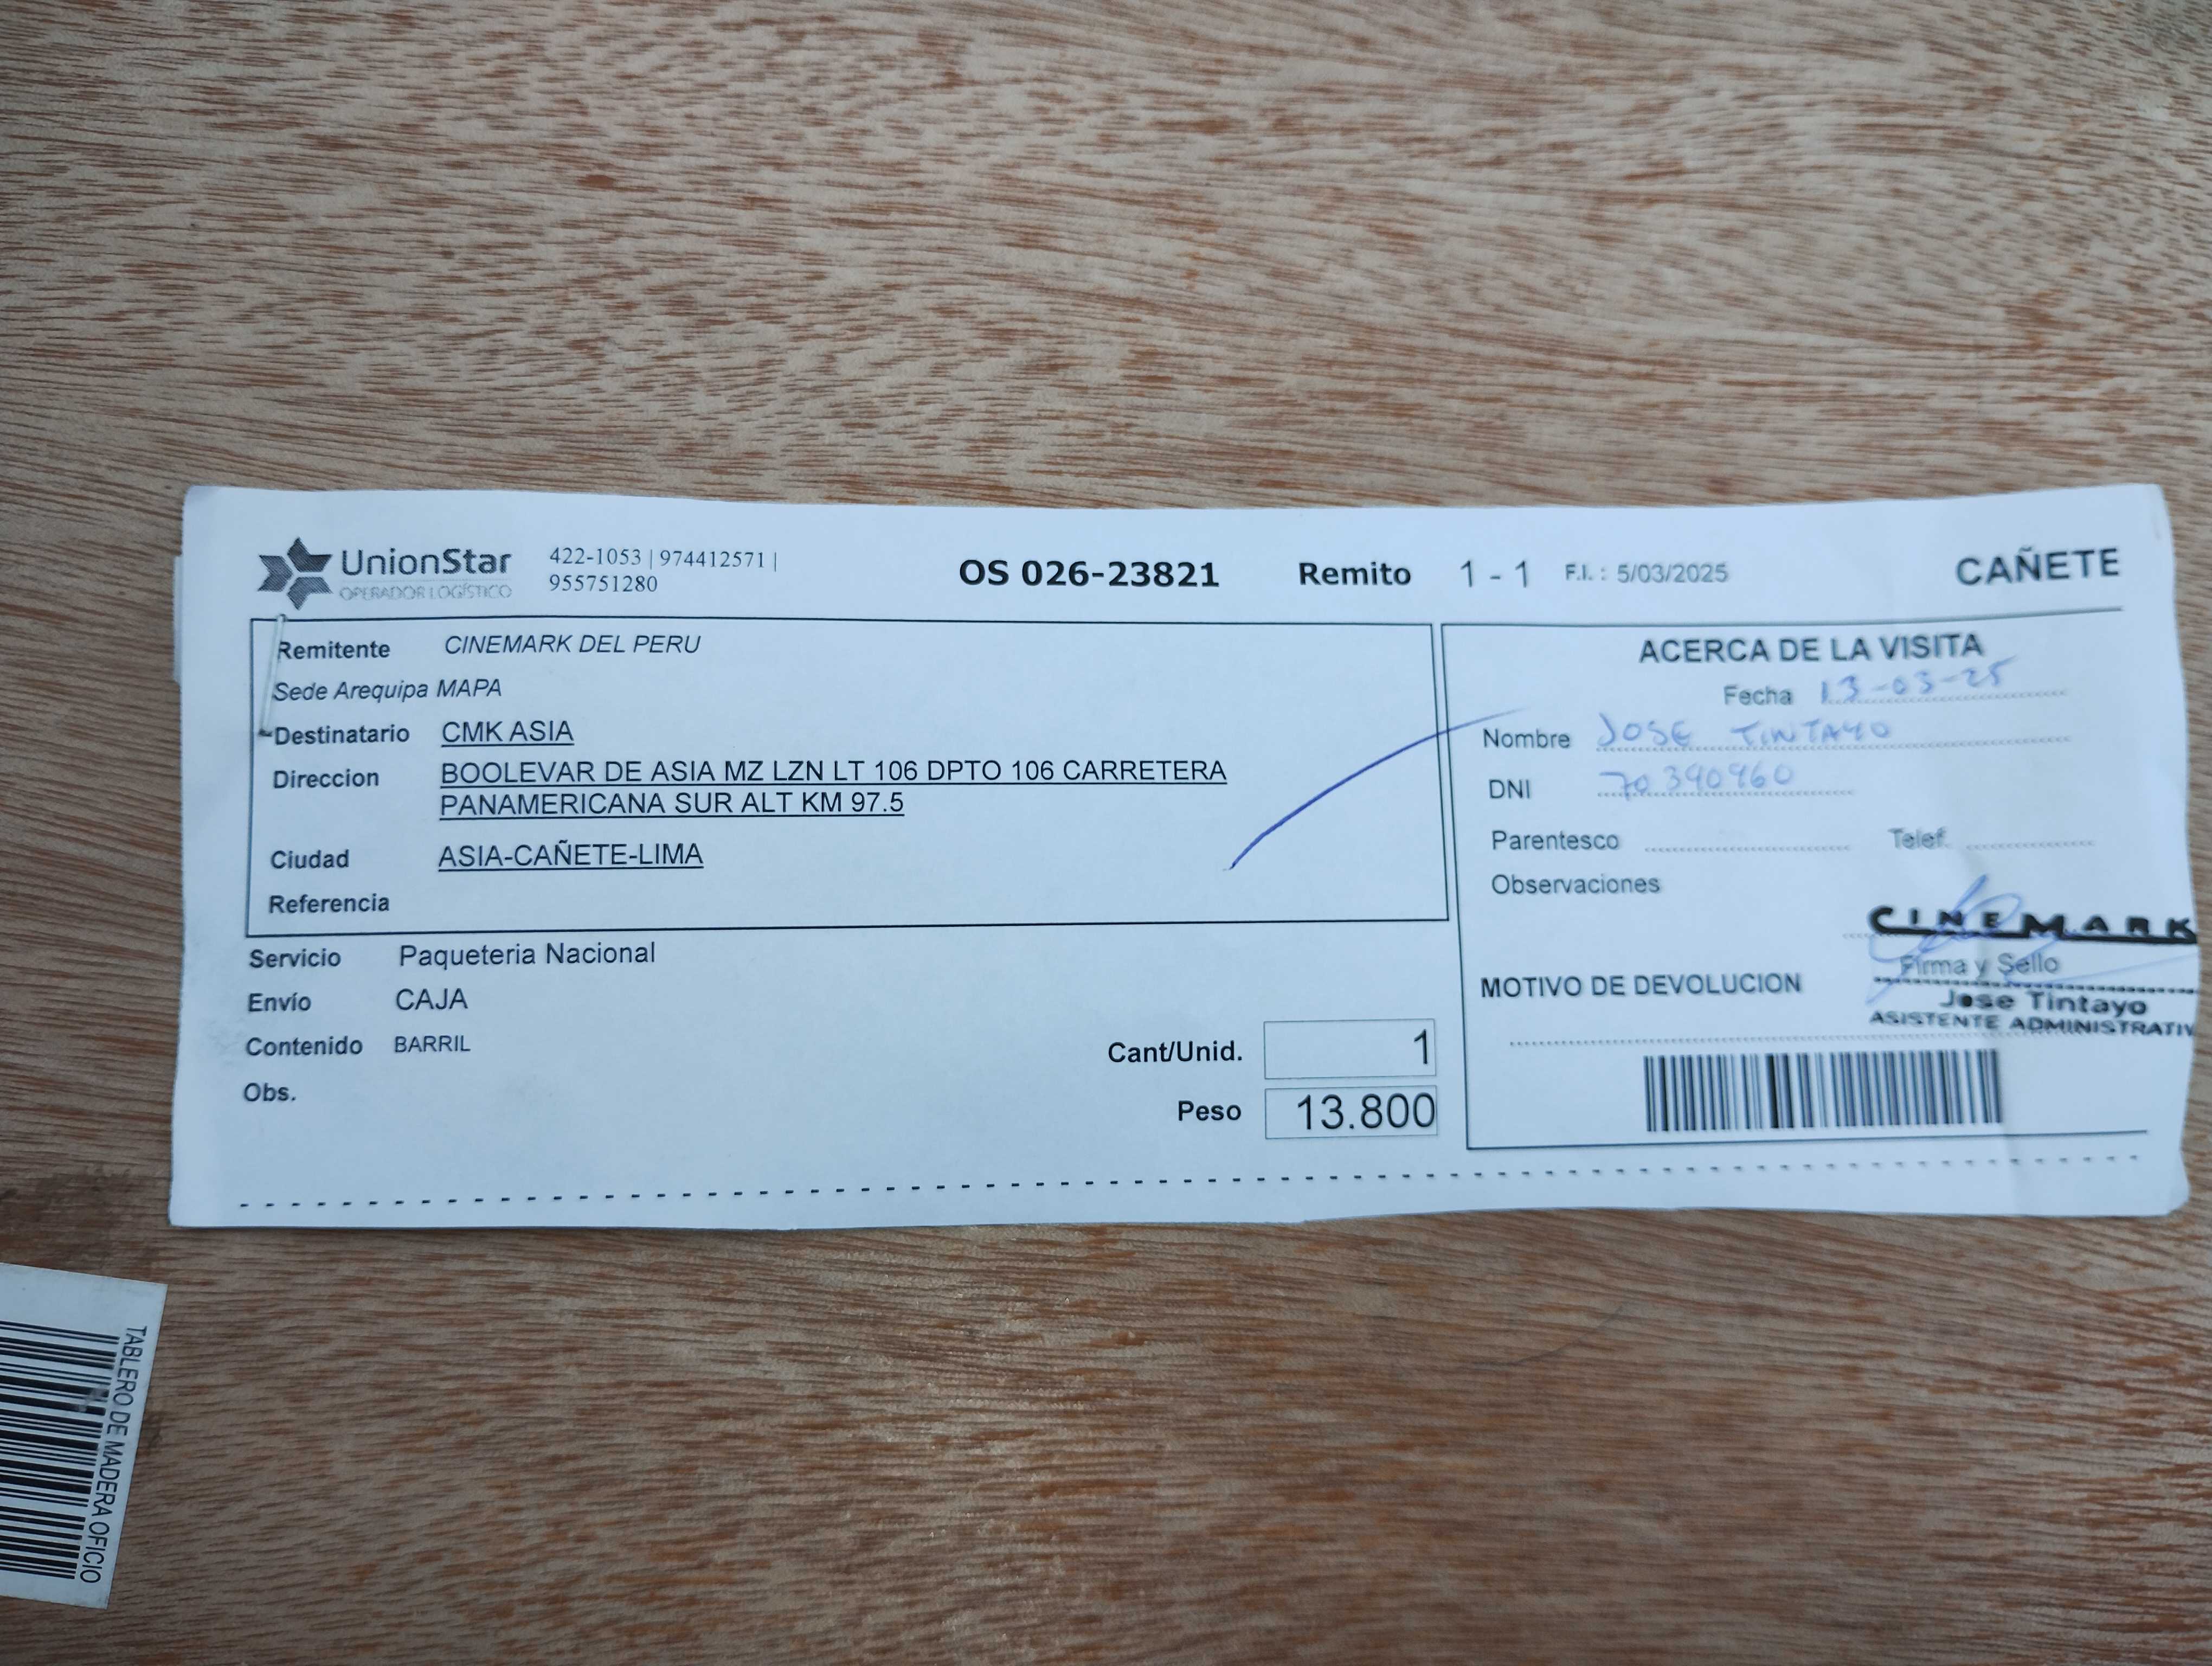 UnionStar
OPERADOR LOGÍSTICO
422-1053 | 974412571 |
955751280
OS 026-23821 Remito 1 - 1 F.I. : 5/03/2025 CAÑETE
Remitente CINEMARK DEL PERU
Sede Arequipa MAPA
Destinatario CMK ASIA
Direccion BOOLEVAR DE ASIA MZ LZN LT 106 DPTO 106 CARRETERA
PANAMERICANA SUR ALT KM 97.5
Ciudad ASIA-CAÑETE-LIMA
Referencia
Servicio Paqueteria Nacional
Envío CAJA
Contenido BARRIL
Obs.
Cant/Unid. 1
Peso 13.800
ACERCA DE LA VISITA
Fecha 13-03-25
Nombre JOSE TINTAYO
DNI 70390960
Parentesco Telef.
Observaciones
CINEMARK
Firma y Sello
MOTIVO DE DEVOLUCION
Jose Tintayo
ASISTENTE ADMINISTRATIV
TABLERO DE MADERA OFICIO